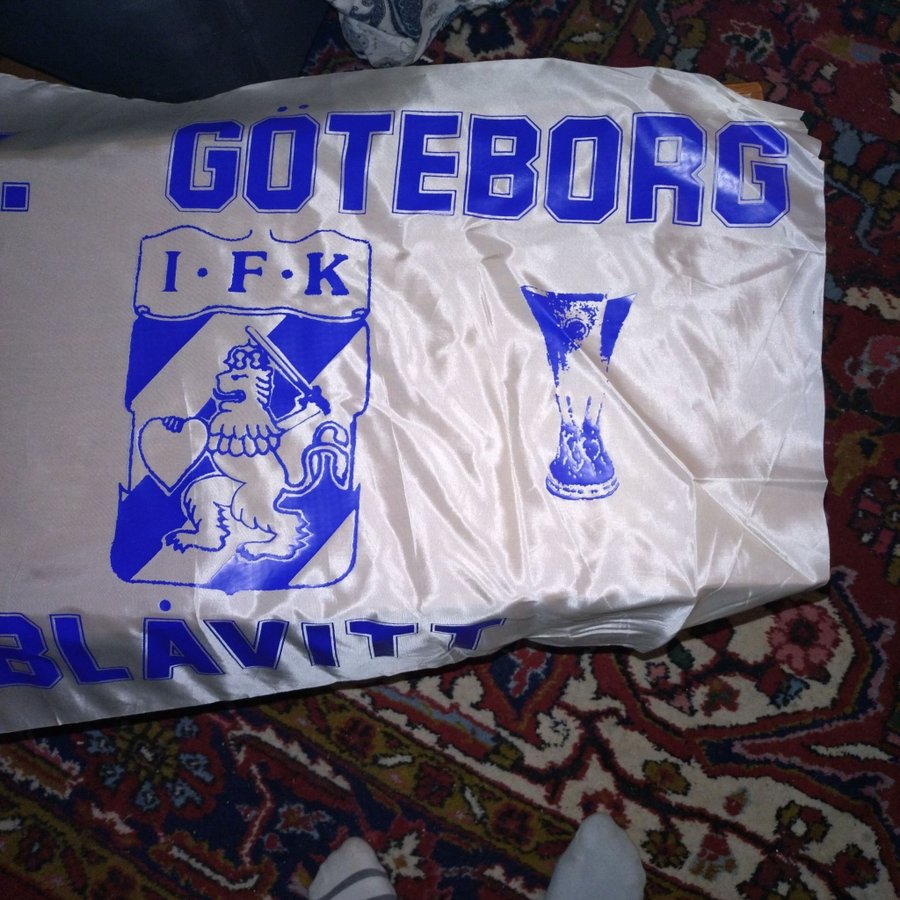 . GÖTEBORG
I·F·K
BLÅVITT